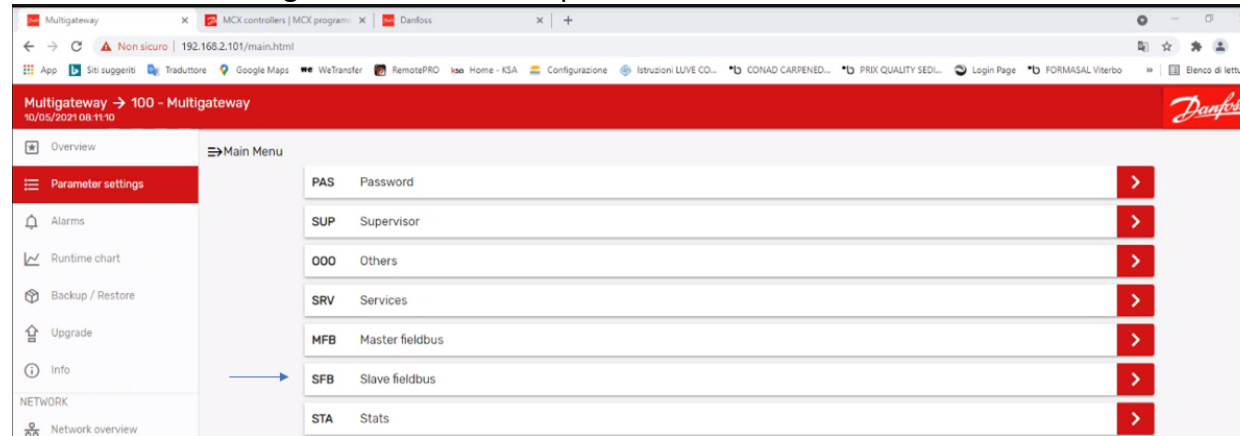 Multigateway
MCX controllers | MCX program
Danfoss
Non sicuro | 192.168.2.101/main.html
App Siti suggeriti Traduttore Google Maps WeTransfer RemotePRO Home - KSA Configurazione Istruzioni LUVE CO... CONAD CARPENED... PRIX QUALITY SEDI... Login Page FORMASAL Viterbo » Elenco di lettu
Multigateway → 100 - Multigateway
10/05/2021 08:11:10
Danfoss
Overview
Main Menu
Parameter settings
PAS Password
Alarms
SUP Supervisor
Runtime chart
OOO Others
Backup / Restore
SRV Services
Upgrade
MFB Master fieldbus
Info
SFB Slave fieldbus
NETWORK
STA Stats
Network overview